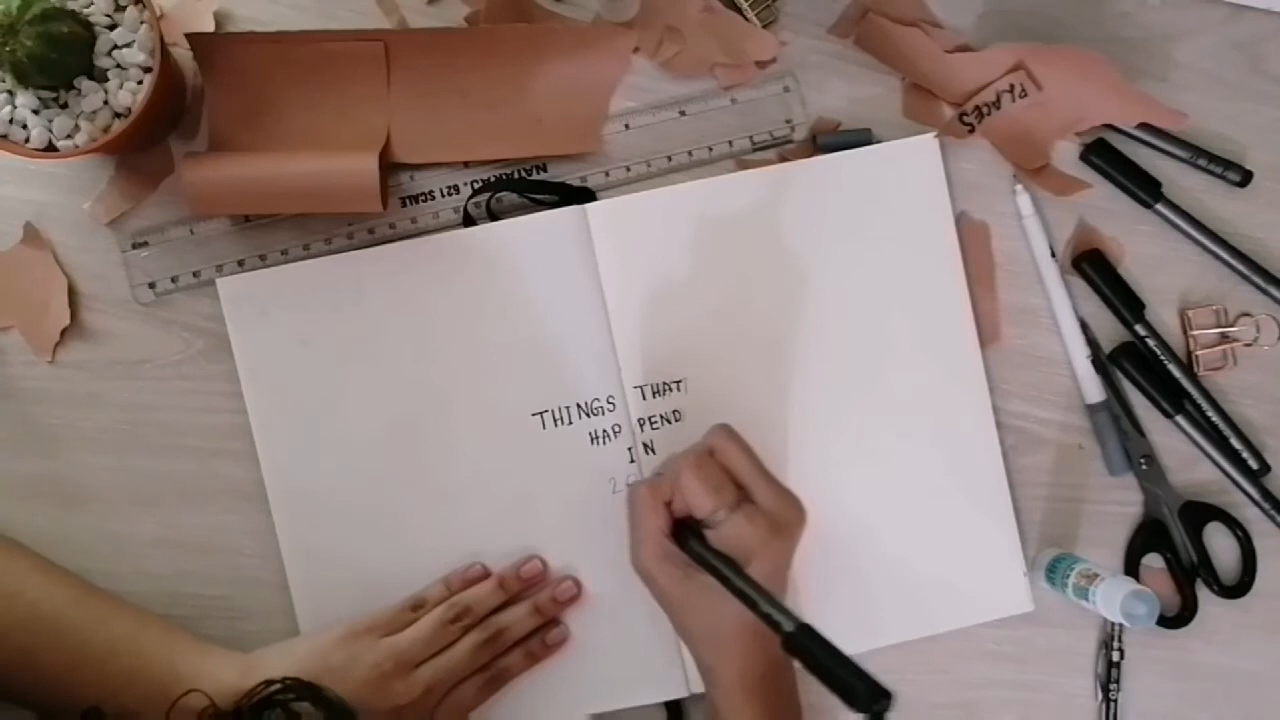 THINGS THAT
HAPPEND
IN
NATARAJ. 621 SCALE
PLACES